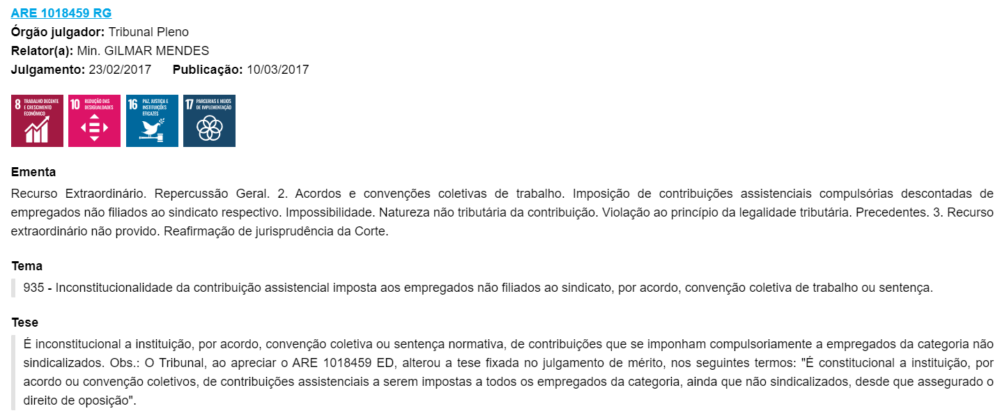 ARE 1018459 RG
Órgão julgador: Tribunal Pleno
Relator(a): Min. GILMAR MENDES
Julgamento: 23/02/2017 Publicação: 10/03/2017
8 TRABALHO DECENTE E CRESCIMENTO ECONÔMICO
10 REDUÇÃO DAS DESIGUALDADES
16 PAZ, JUSTIÇA E INSTITUIÇÕES EFICAZES
17 PARCERIAS E MEIOS DE IMPLEMENTAÇÃO
Ementa
Recurso Extraordinário. Repercussão Geral. 2. Acordos e convenções coletivas de trabalho. Imposição de contribuições assistenciais compulsórias descontadas de
empregados não filiados ao sindicato respectivo. Impossibilidade. Natureza não tributária da contribuição. Violação ao princípio da legalidade tributária. Precedentes. 3. Recurso
extraordinário não provido. Reafirmação de jurisprudência da Corte.
Tema
935 - Inconstitucionalidade da contribuição assistencial imposta aos empregados não filiados ao sindicato, por acordo, convenção coletiva de trabalho ou sentença.
Tese
É inconstitucional a instituição, por acordo, convenção coletiva ou sentença normativa, de contribuições que se imponham compulsoriamente a empregados da categoria não
sindicalizados. Obs.: O Tribunal, ao apreciar o ARE 1018459 ED, alterou a tese fixada no julgamento de mérito, nos seguintes termos: "É constitucional a instituição, por
acordo ou convenção coletivos, de contribuições assistenciais a serem impostas a todos os empregados da categoria, ainda que não sindicalizados, desde que assegurado o
direito de oposição".